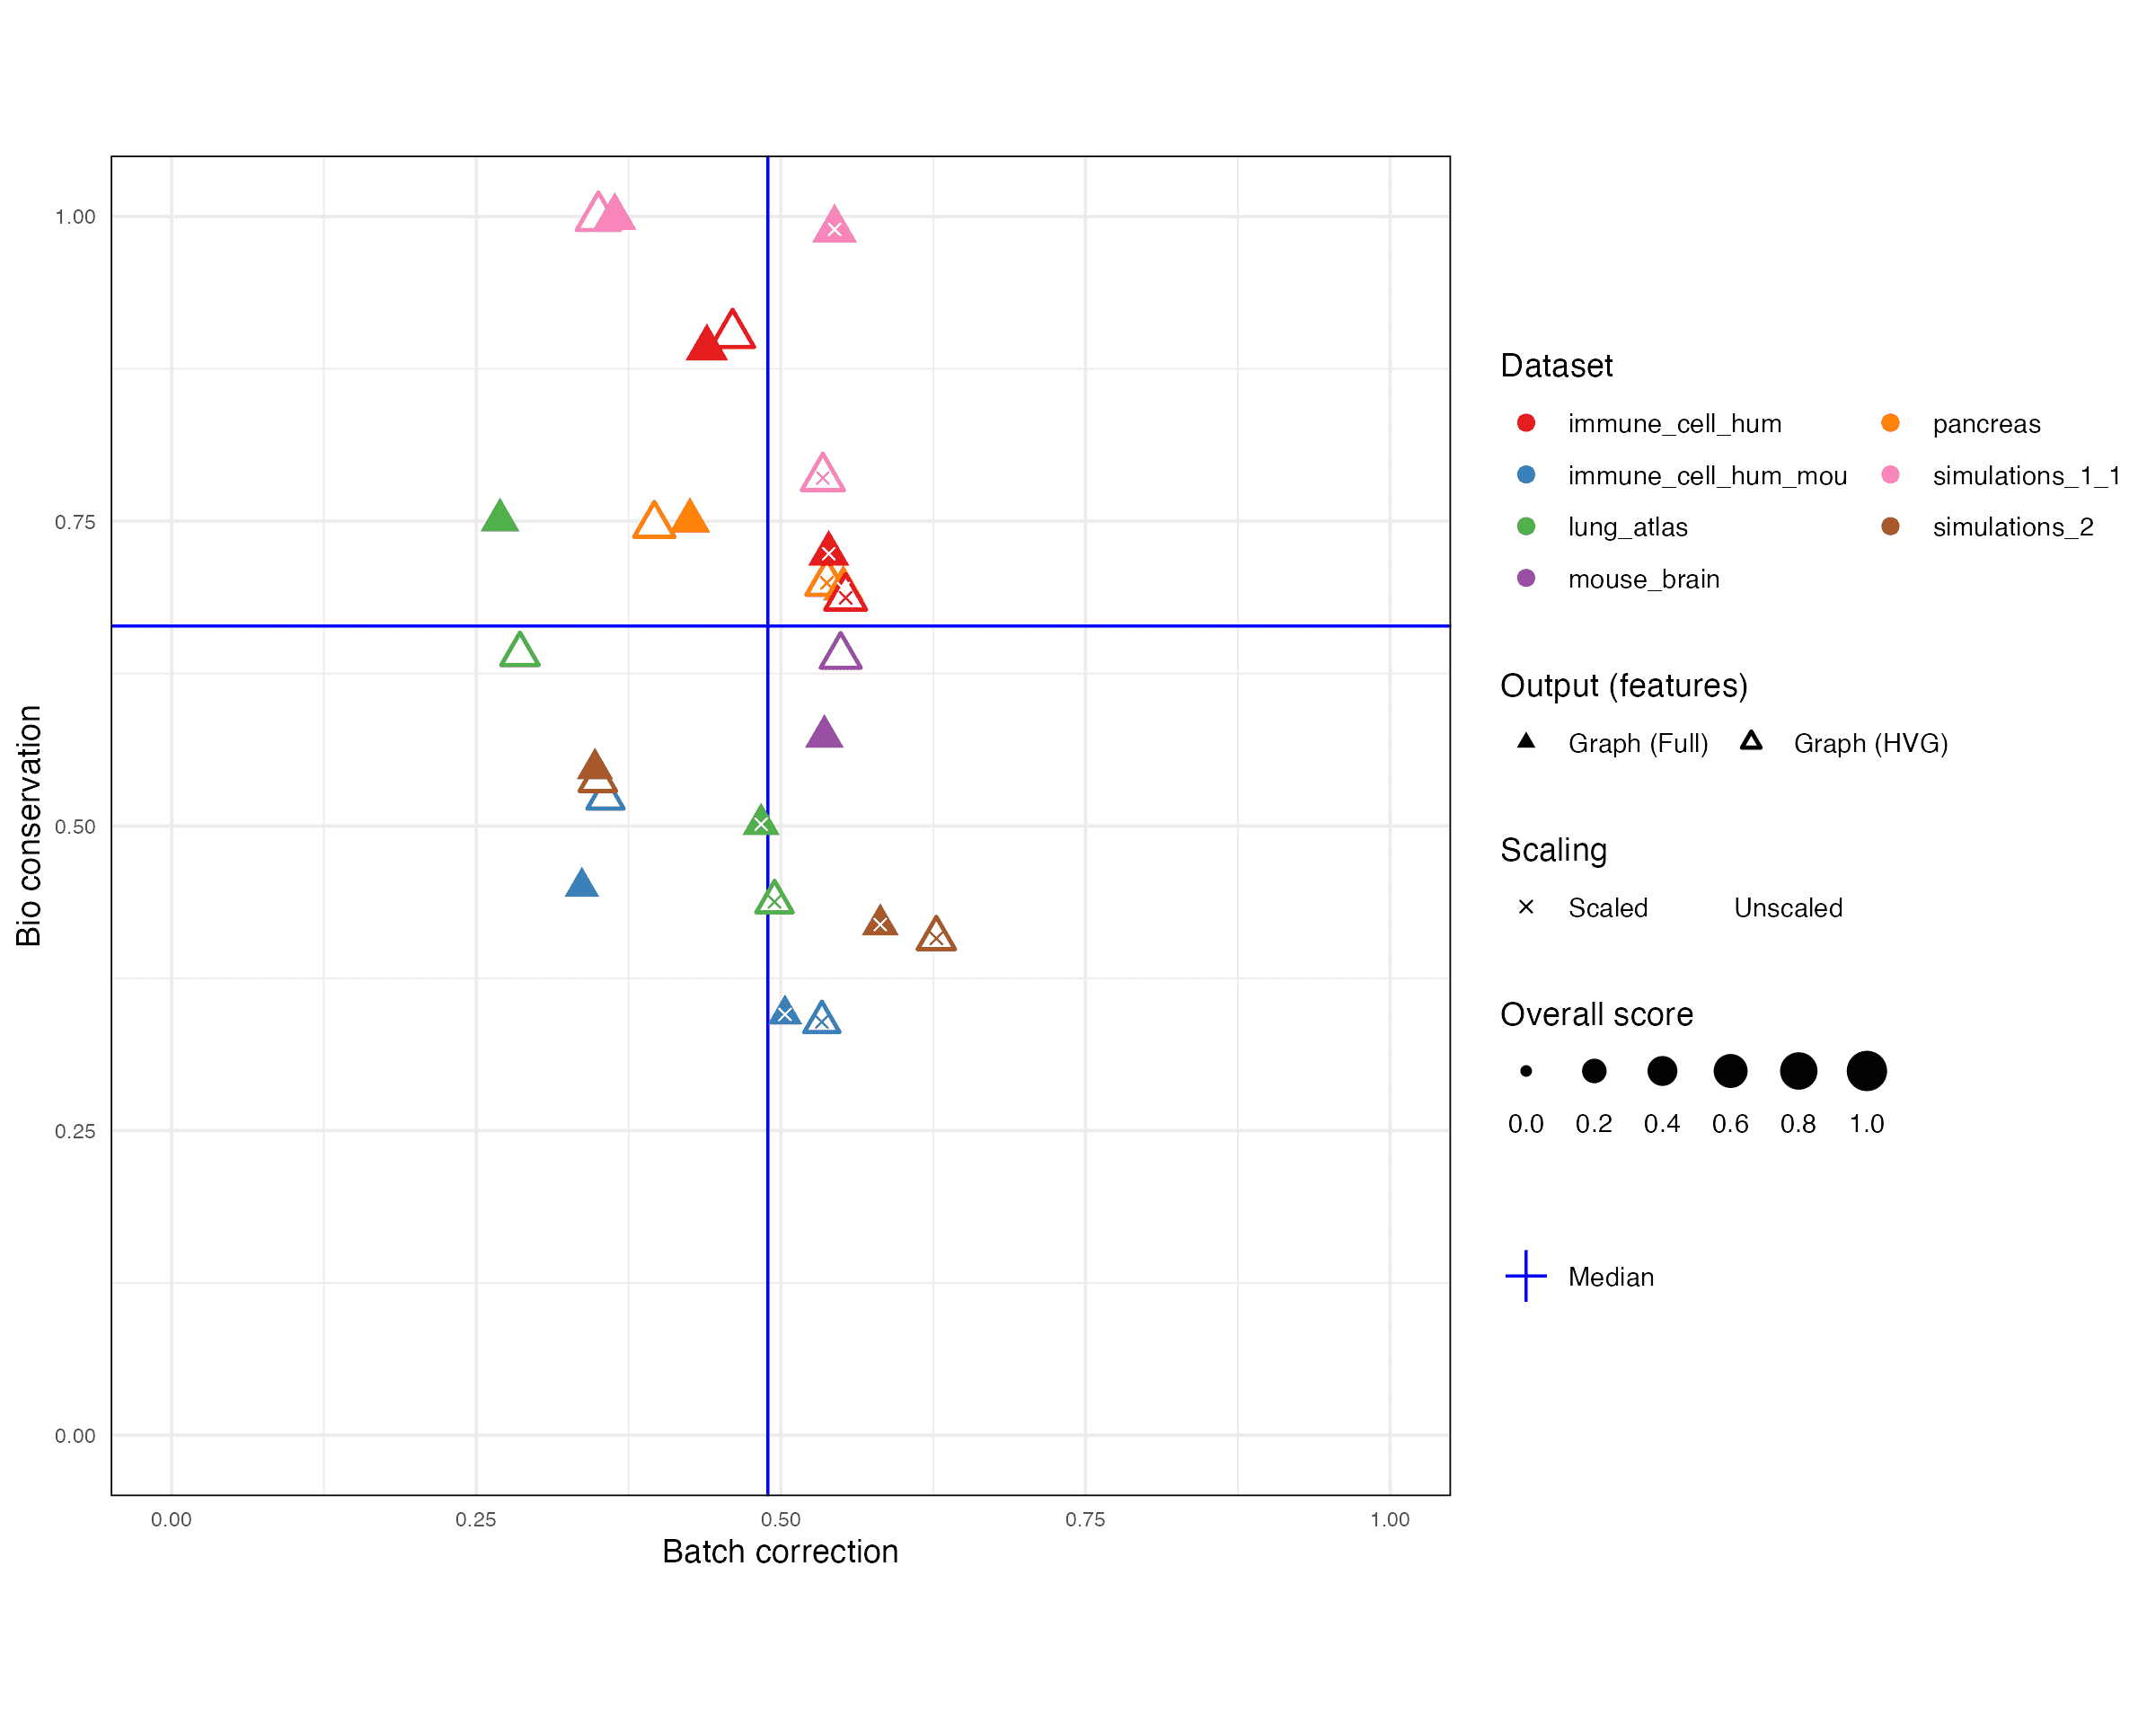 1.00
0.75
0.50
0.25
0.00
Bio conservation
0.00 0.25 0.50 0.75 1.00
Batch correction
Dataset
immune_cell_hum pancreas
immune_cell_hum_mou simulations_1_1
lung_atlas simulations_2
mouse_brain
Output (features)
Graph (Full) Graph (HVG)
Scaling
Scaled Unscaled
Overall score
0.0 0.2 0.4 0.6 0.8 1.0
Median